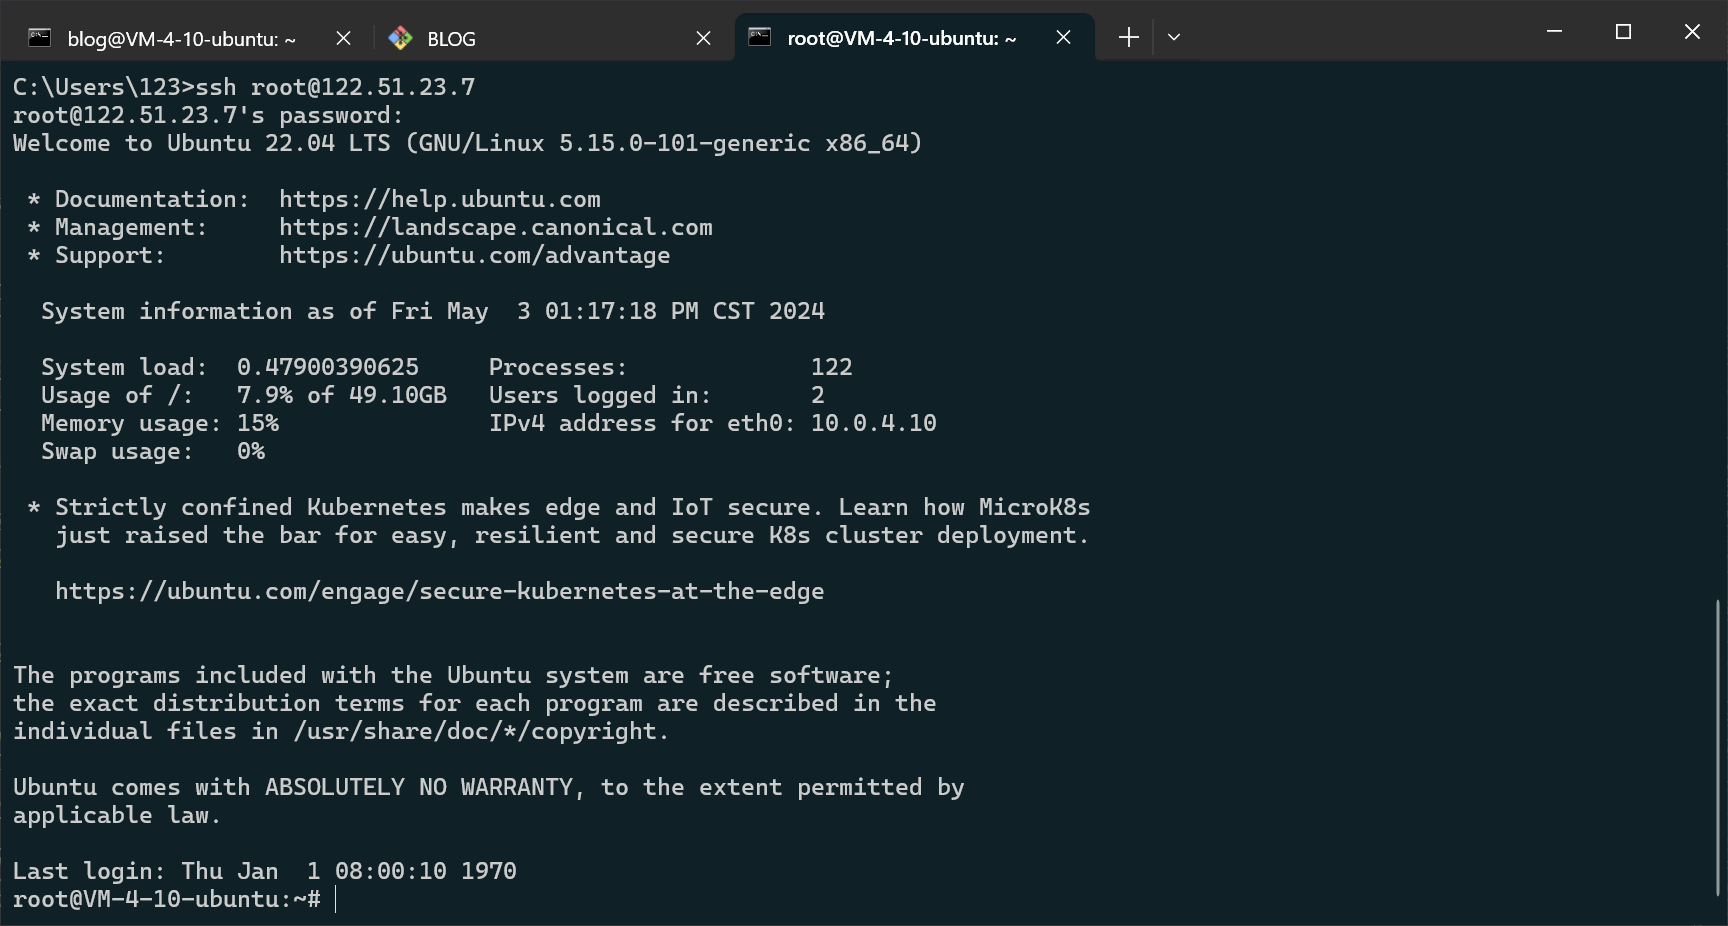 blog@VM-4-10-ubuntu: ~
BLOG
root@VM-4-10-ubuntu: ~
C:\Users\123>ssh root@122.51.23.7
root@122.51.23.7's password:
Welcome to Ubuntu 22.04 LTS (GNU/Linux 5.15.0-101-generic x86_64)
* Documentation:  https://help.ubuntu.com
* Management:     https://landscape.canonical.com
* Support:        https://ubuntu.com/advantage
System information as of Fri May  3 01:17:18 PM CST 2024
System load:  0.47900390625     Processes:             122
Usage of /:   7.9% of 49.10GB   Users logged in:       2
Memory usage: 15%               IPv4 address for eth0: 10.0.4.10
Swap usage:   0%
* Strictly confined Kubernetes makes edge and IoT secure. Learn how MicroK8s
just raised the bar for easy, resilient and secure K8s cluster deployment.
https://ubuntu.com/engage/secure-kubernetes-at-the-edge
The programs included with the Ubuntu system are free software;
the exact distribution terms for each program are described in the
individual files in /usr/share/doc/*/copyright.
Ubuntu comes with ABSOLUTELY NO WARRANTY, to the extent permitted by
applicable law.
Last login: Thu Jan  1 08:00:10 1970
root@VM-4-10-ubuntu:~#